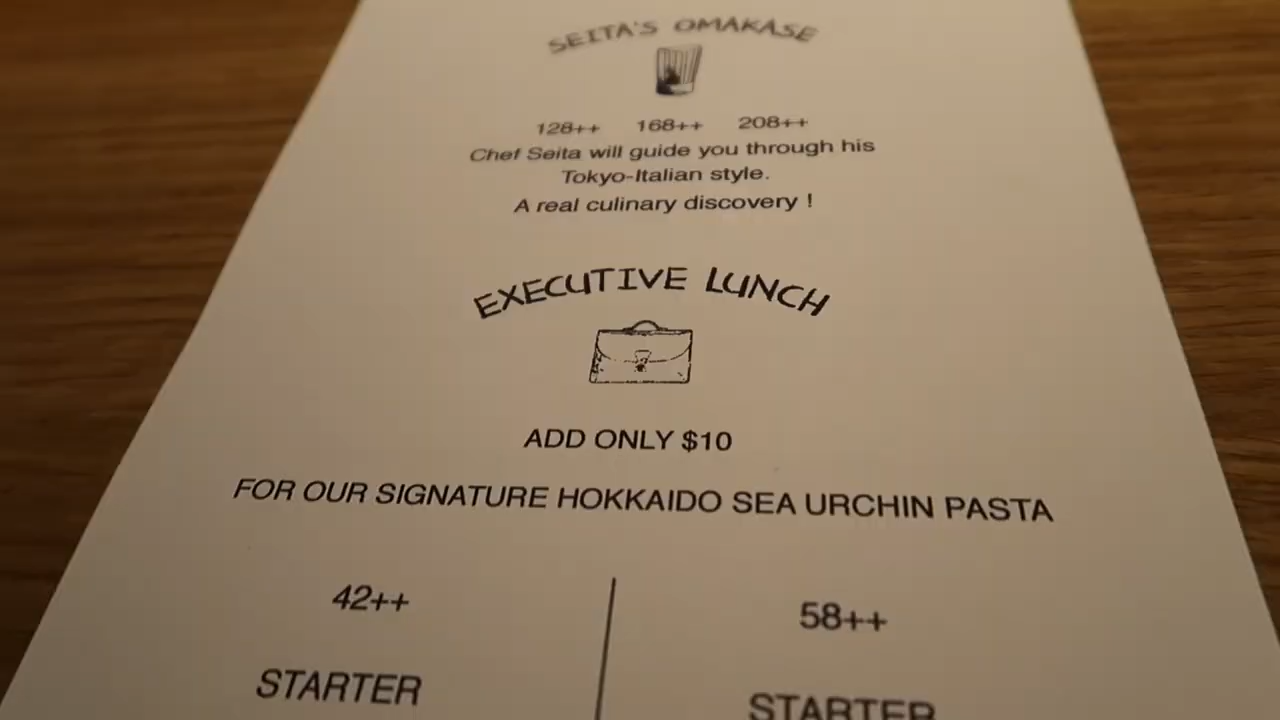 SEITA'S OMAKASE
128++ 168++ 208++
Chef Seita will guide you through his
Tokyo-Italian style.
A real culinary discovery !
EXECUTIVE LUNCH
ADD ONLY $10
FOR OUR SIGNATURE HOKKAIDO SEA URCHIN PASTA
42++ 58++
STARTER STARTER